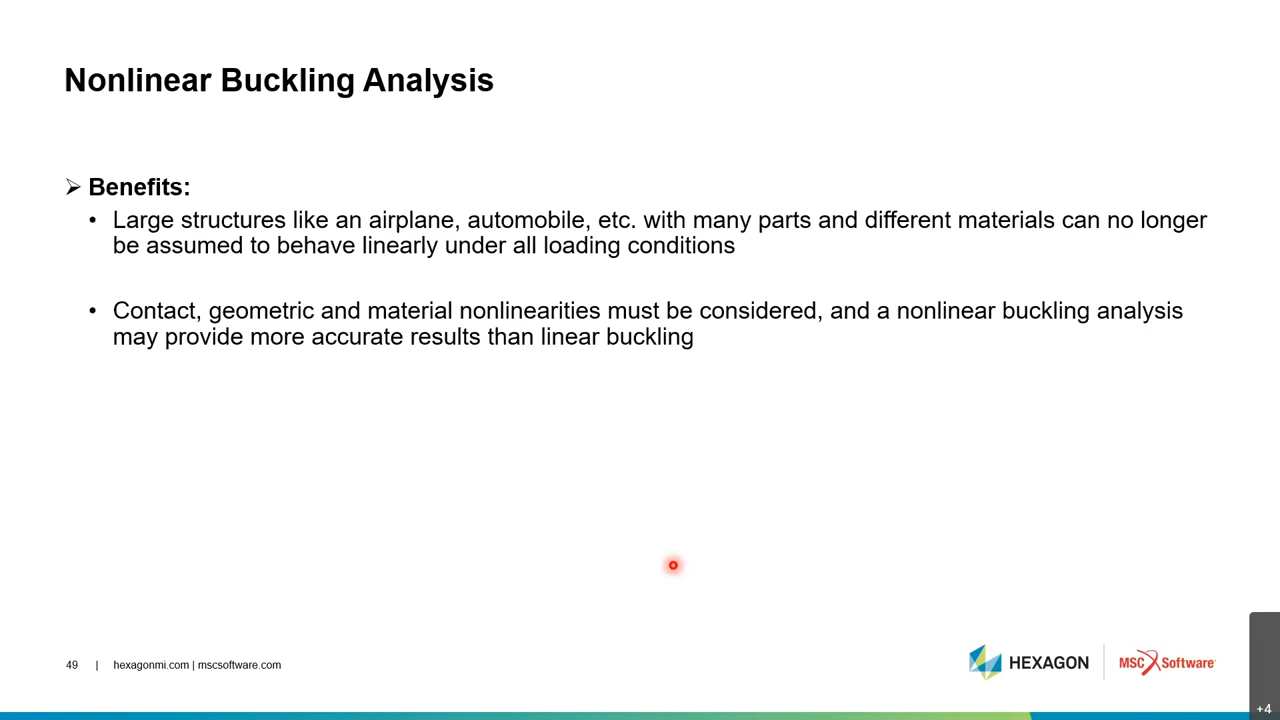 Nonlinear Buckling Analysis
➢ Benefits:
• Large structures like an airplane, automobile, etc. with many parts and different materials can no longer
be assumed to behave linearly under all loading conditions
• Contact, geometric and material nonlinearities must be considered, and a nonlinear buckling analysis
may provide more accurate results than linear buckling
49 | hexagonmi.com | mscsoftware.com
HEXAGON
MSC Software
+4